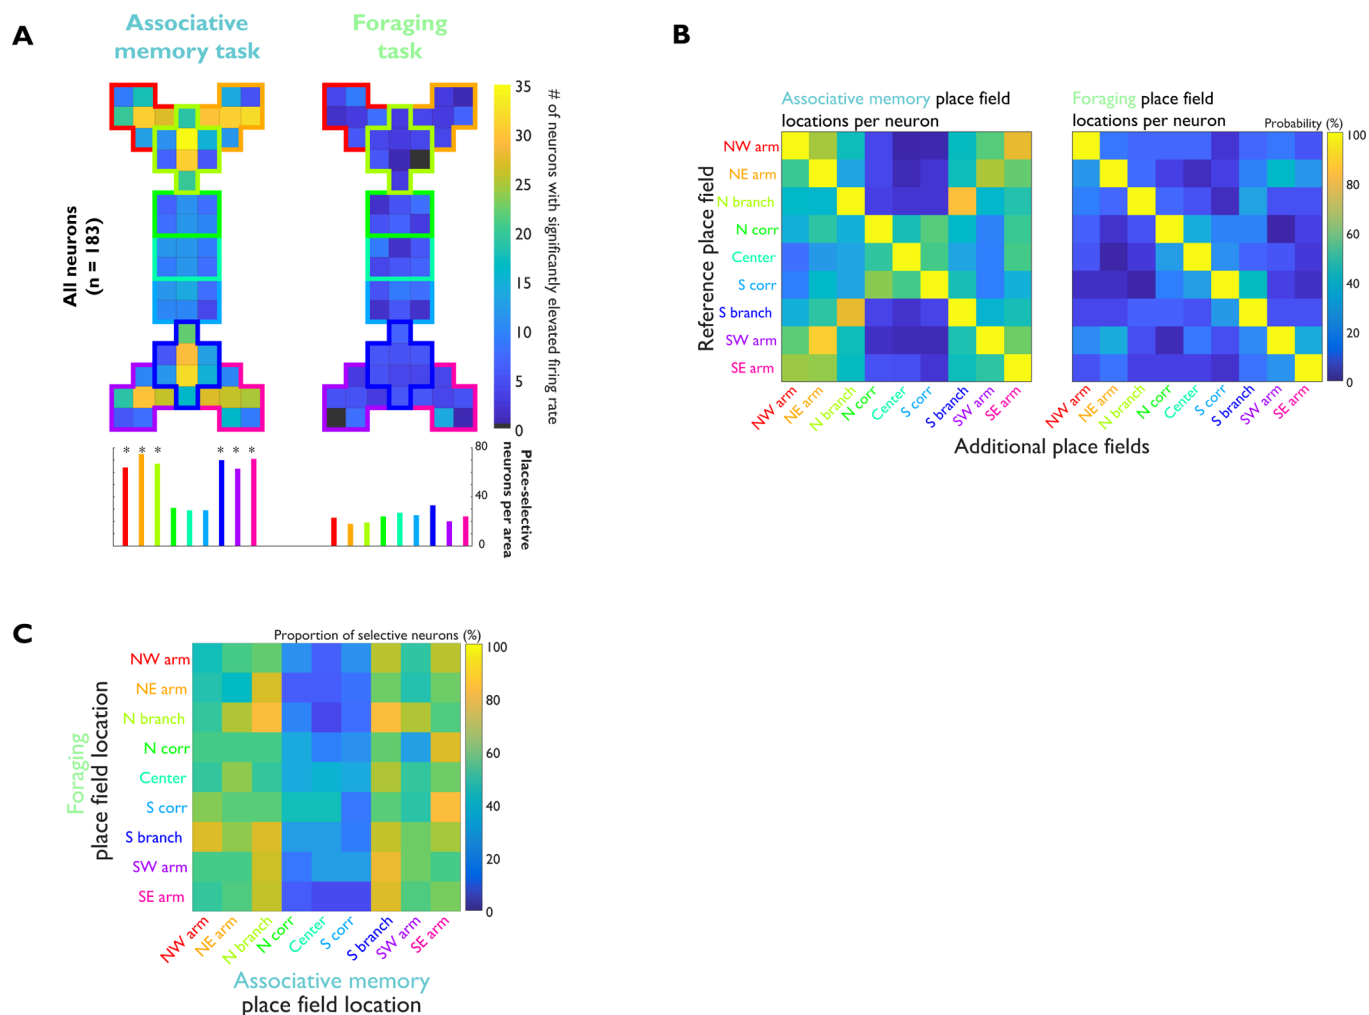 A
Associative
memory task
Foraging
task
All neurons
(n = 183)
35
30
25
20
15
10
5
0
# of neurons with significantly elevated firing rate
* * * * * *
80
40
0
Place-selective
neurons per area
B
Associative memory place field
locations per neuron
Foraging place field
locations per neuron
Probability (%)
100
80
60
40
20
0
Reference place field
NW arm
NE arm
N branch
N corr
Center
S corr
S branch
SW arm
SE arm
NW arm
NE arm
N branch
N corr
Center
S corr
S branch
SW arm
SE arm
NW arm
NE arm
N branch
N corr
Center
S corr
S branch
SW arm
SE arm
Additional place fields
C
Proportion of selective neurons (%)
100
80
60
40
20
0
Foraging
place field location
NW arm
NE arm
N branch
N corr
Center
S corr
S branch
SW arm
SE arm
NW arm
NE arm
N branch
N corr
Center
S corr
S branch
SW arm
SE arm
Associative memory
place field location